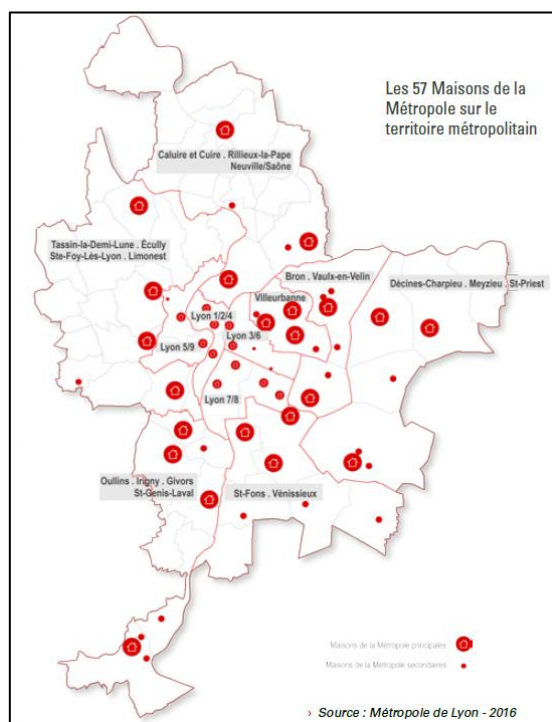 Les 57 Maisons de la
Métropole sur le
territoire métropolitain
Caluire et Cuire . Rillieux-la-Pape
Neuville/Saône
Tassin-la-Demi-Lune . Écully
Ste-Foy-Lès-Lyon . Limonest
Bron . Vaulx-en-Velin
Décines-Charpieu . Meyzieu . St-Priest
Villeurbanne
Lyon 1/2/4
Lyon 3/6
Lyon 5/9
Lyon 7/8
Oullins . Irigny . Givors
St-Genis-Laval
St-Fons . Vénissieux
Maisons de la Métropole principales
Maisons de la Métropole secondaires
› Source : Métropole de Lyon - 2016